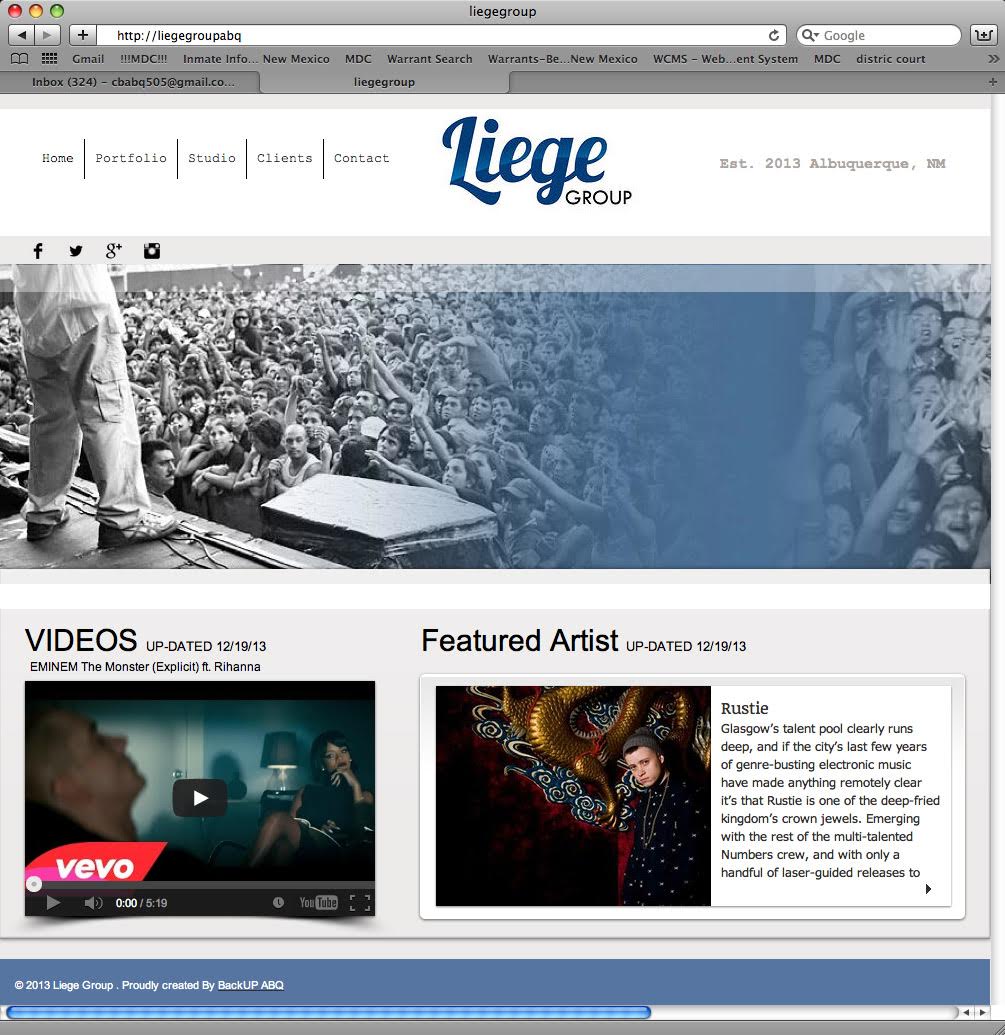 liegegroup
http://liegegroupabq
Google
Gmail !!!MDC!!! Inmate Info... New Mexico MDC Warrant Search Warrants-Be...New Mexico WCMS - Web...ent System MDC distric court
Inbox (324) - cbabq505@gmail.co... liegegroup
Home Portfolio Studio Clients Contact
Liege
GROUP
Est. 2013 Albuquerque, NM
VIDEOS UP-DATED 12/19/13
EMINEM The Monster (Explicit) ft. Rihanna
vevo
0:00 / 5:19 YouTube
Featured Artist UP-DATED 12/19/13
Rustie
Glasgow’s talent pool clearly runs
deep, and if the city’s last few years
of genre-busting electronic music
have made anything remotely clear
it’s that Rustie is one of the deep-fried
kingdom’s crown jewels. Emerging
with the rest of the multi-talented
Numbers crew, and with only a
handful of laser-guided releases to
© 2013 Liege Group . Proudly created By BackUP ABQ